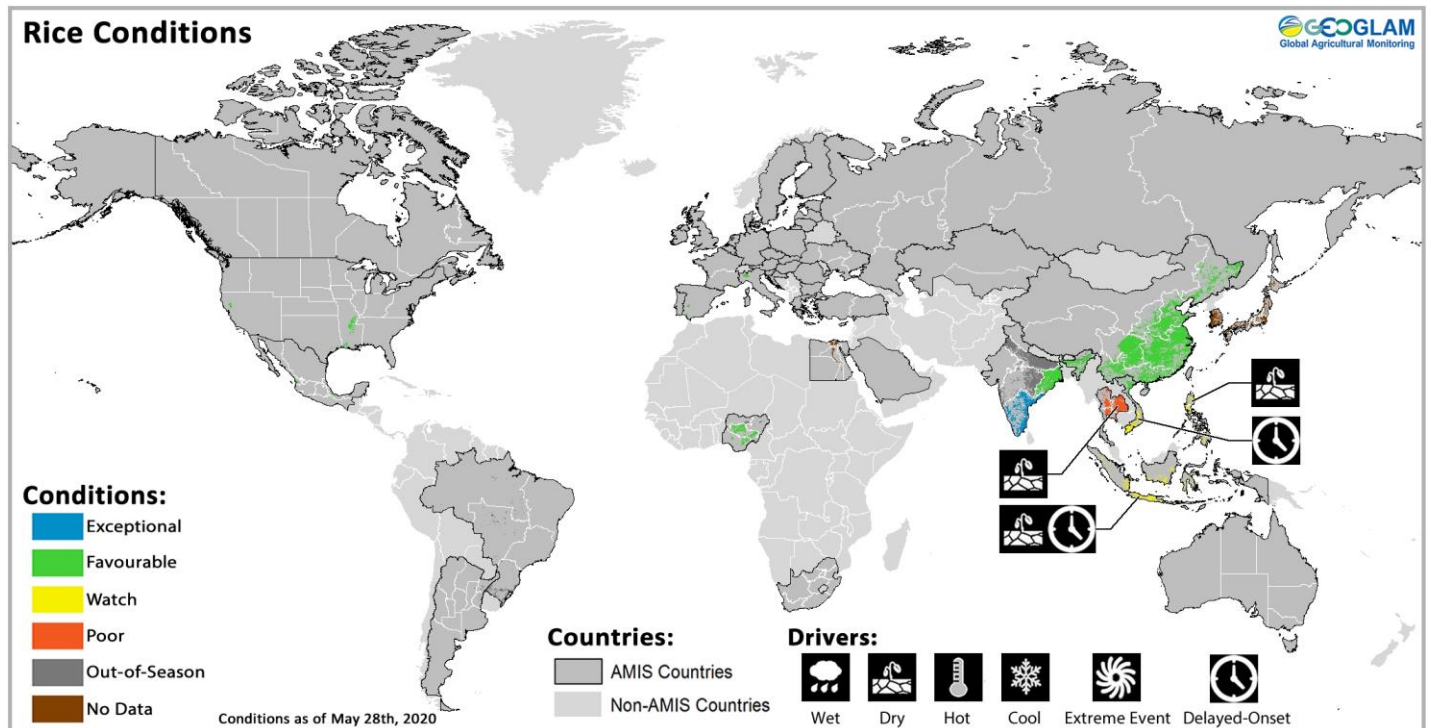 Rice Conditions
GEOGLAM
Global Agricultural Monitoring
Conditions:
Exceptional
Favourable
Watch
Poor
Out-of-Season
No Data
Conditions as of May 28th, 2020
Countries:
AMIS Countries
Non-AMIS Countries
Drivers:
Wet
Dry
Hot
Cool
Extreme Event
Delayed-Onset